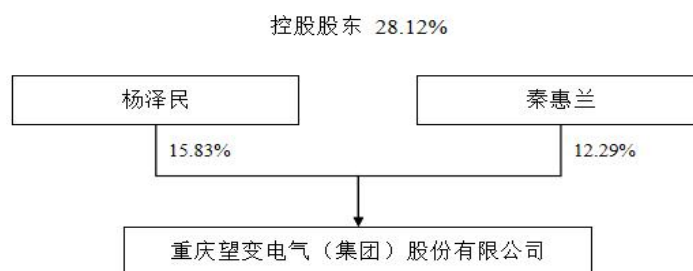 控股股东 28.12%
杨泽民
秦惠兰
15.83%
12.29%
重庆望变电气（集团）股份有限公司